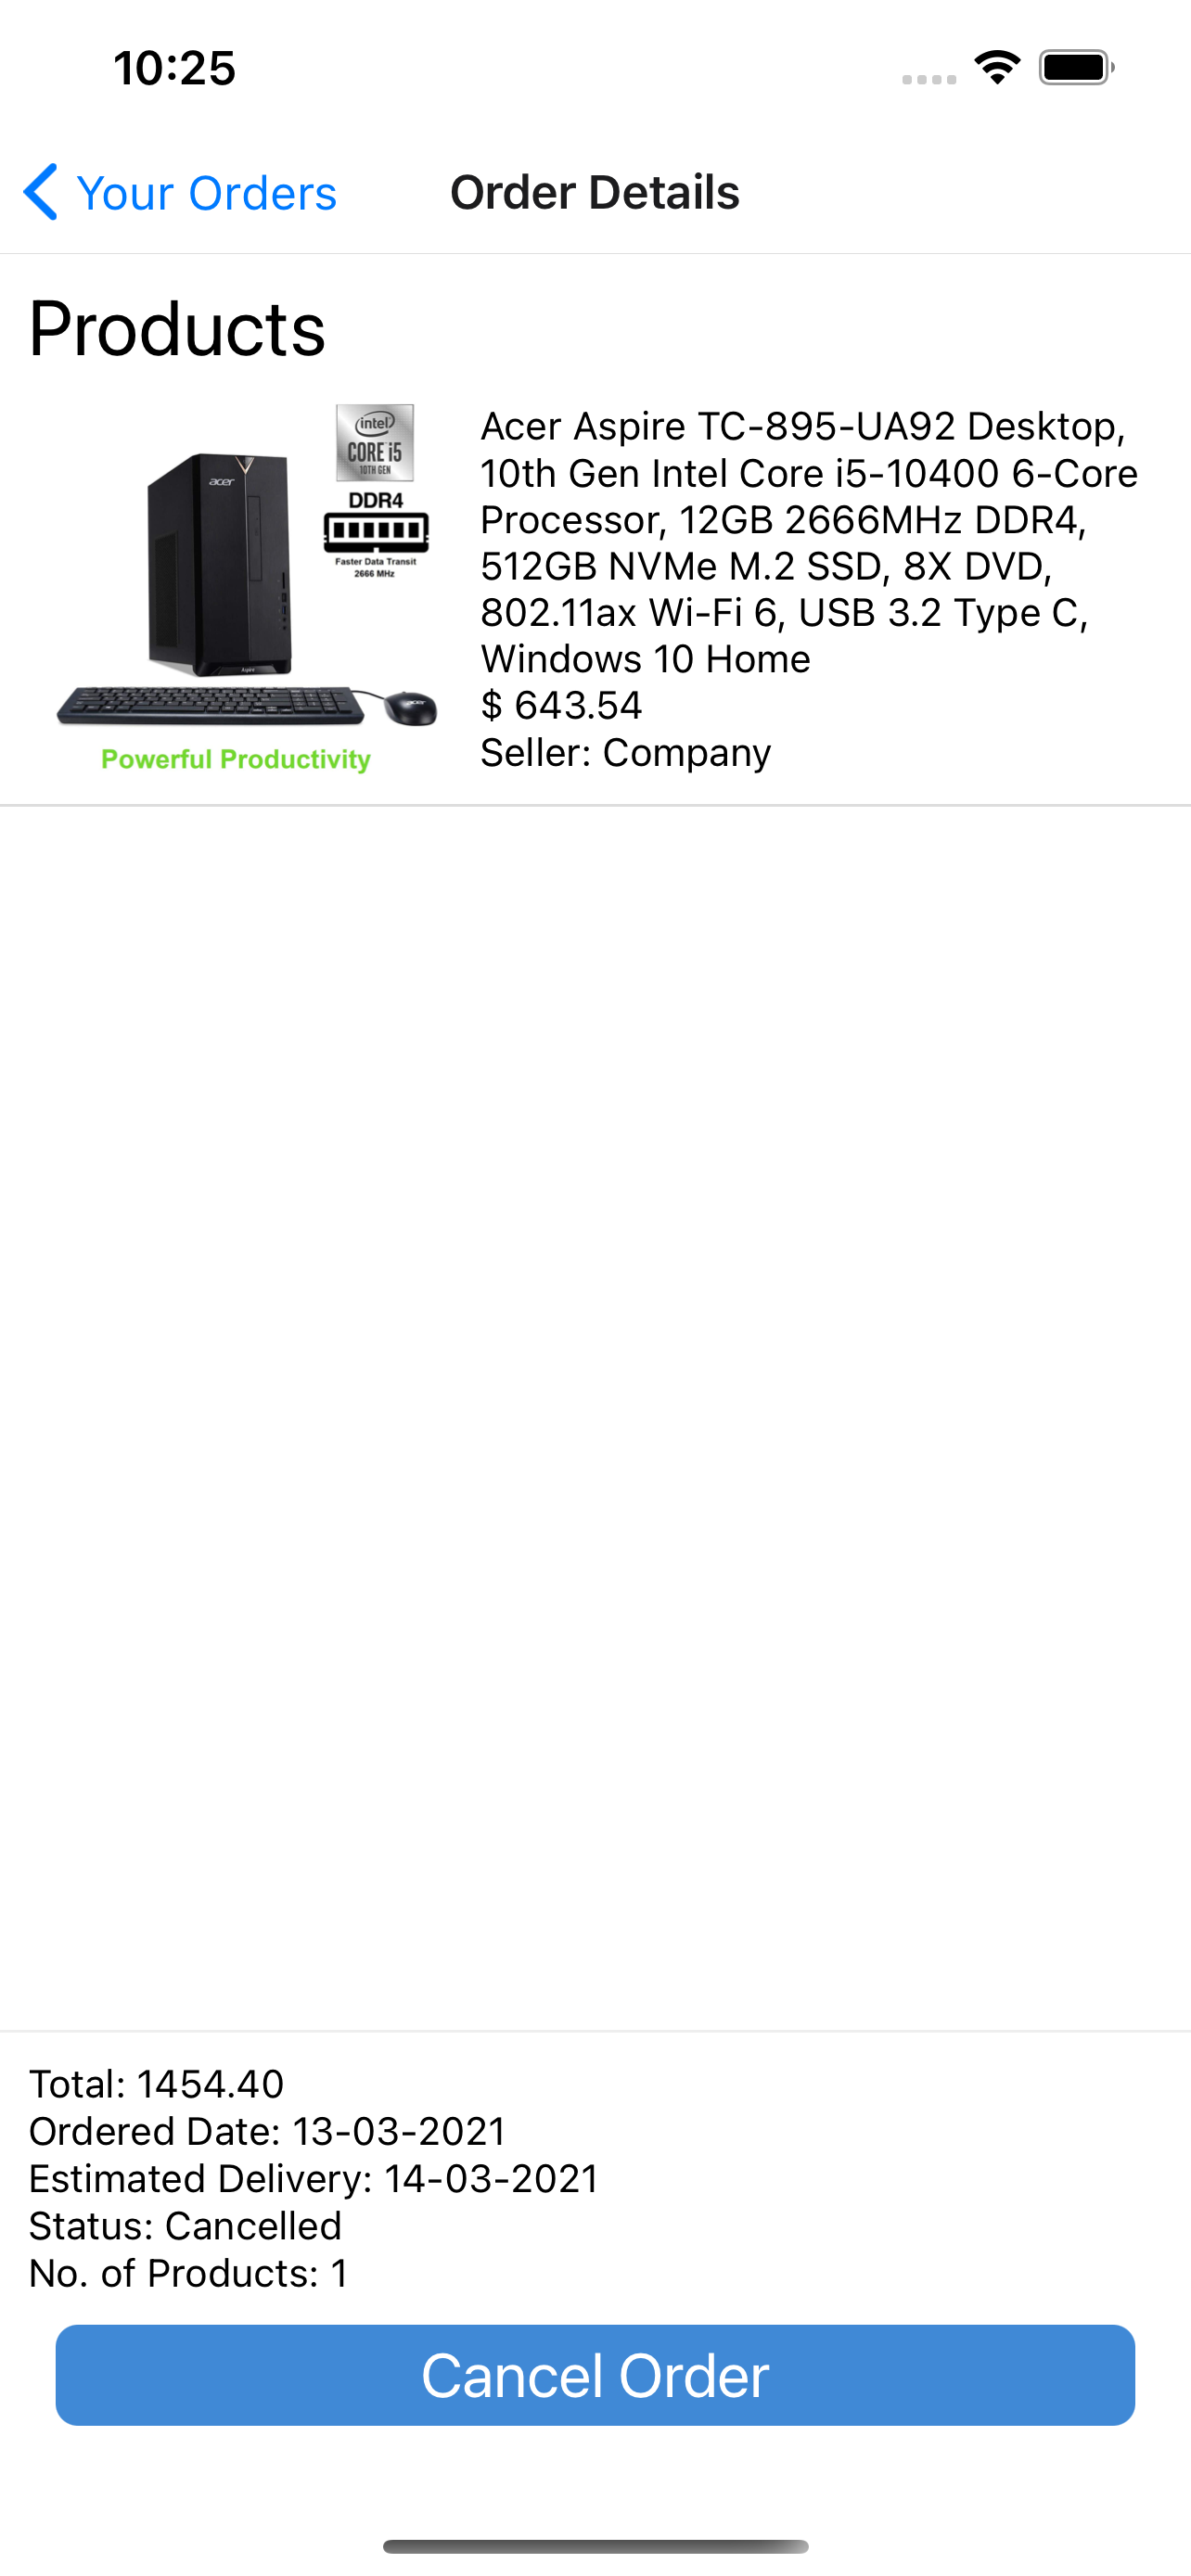 10:25
Your Orders
Order Details
Products
intel
CORE i5
10TH GEN
DDR4
Faster Data Transit
2666 MHz
acer
Aspire
acer
Powerful Productivity
Acer Aspire TC-895-UA92 Desktop,
10th Gen Intel Core i5-10400 6-Core
Processor, 12GB 2666MHz DDR4,
512GB NVMe M.2 SSD, 8X DVD,
802.11ax Wi-Fi 6, USB 3.2 Type C,
Windows 10 Home
$ 643.54
Seller: Company
Total: 1454.40
Ordered Date: 13-03-2021
Estimated Delivery: 14-03-2021
Status: Cancelled
No. of Products: 1
Cancel Order